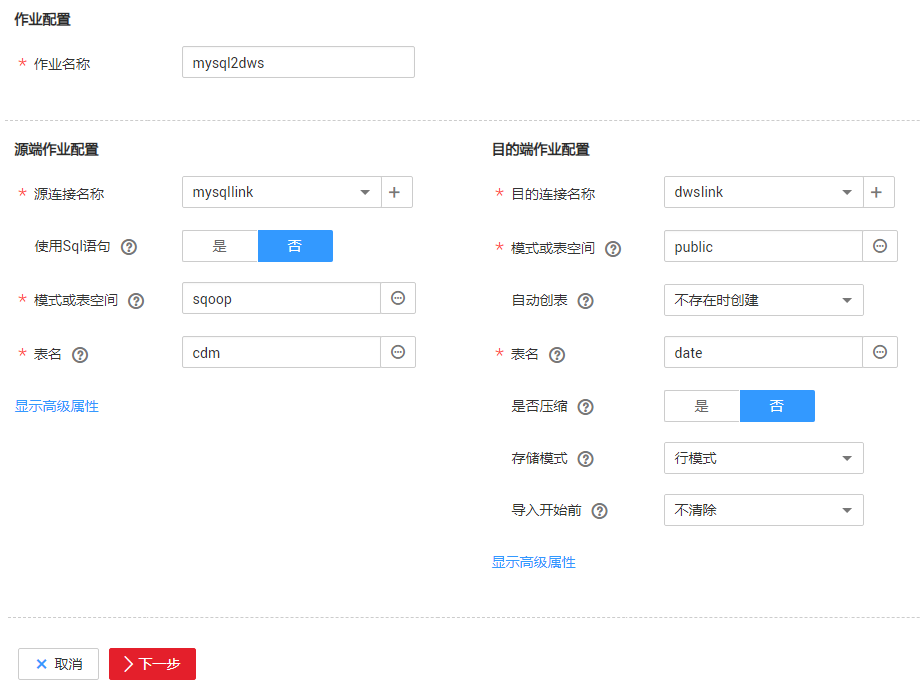 作业配置
* 作业名称 mysql2dws
源端作业配置
* 源连接名称 mysqllink +
使用Sql语句 ? 是 否
* 模式或表空间 ? sqoop
* 表名 ? cdm
显示高级属性
目的端作业配置
* 目的连接名称 dwslink +
* 模式或表空间 ? public
自动创表 ? 不存在时创建
* 表名 ? date
是否压缩 ? 是 否
存储模式 ? 行模式
导入开始前 ? 不清除
显示高级属性
取消 下一步